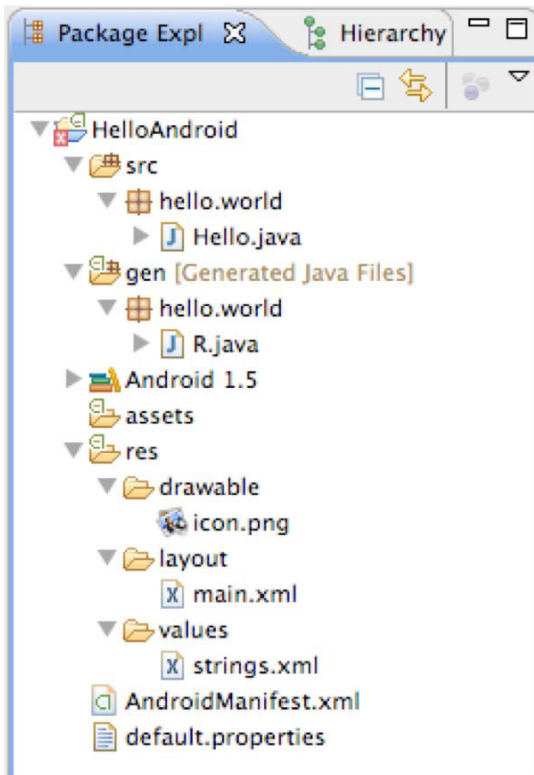 Package Expl Hierarchy
HelloAndroid
src
hello.world
Hello.java
gen [Generated Java Files]
hello.world
R.java
Android 1.5
assets
res
drawable
icon.png
layout
main.xml
values
strings.xml
AndroidManifest.xml
default.properties